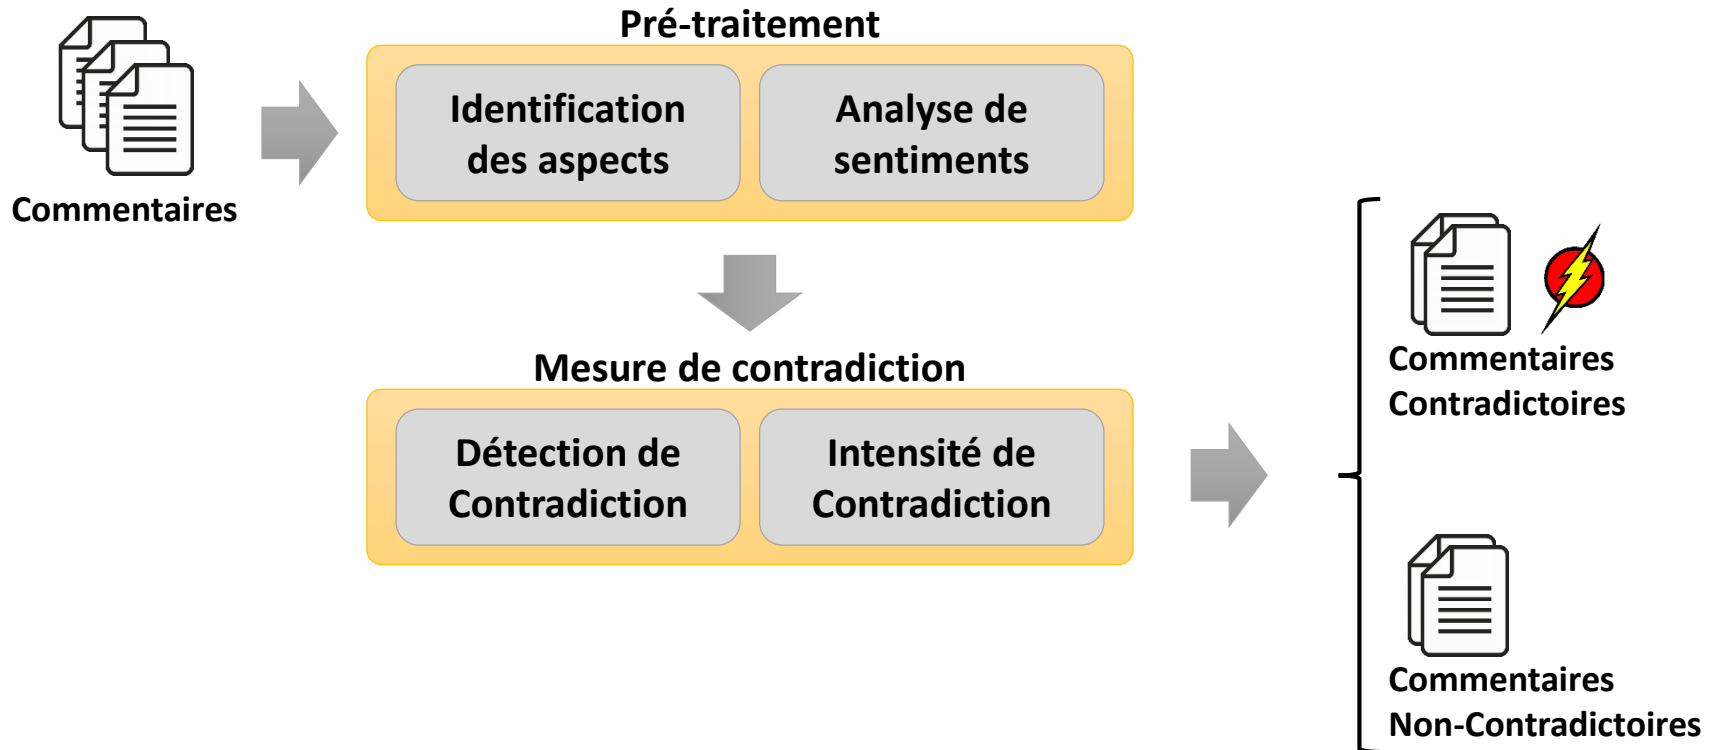 Pré-traitement
Identification
des aspects
Analyse de
sentiments
Commentaires
Mesure de contradiction
Détection de
Contradiction
Intensité de
Contradiction
Commentaires
Contradictoires
Commentaires
Non-Contradictoires